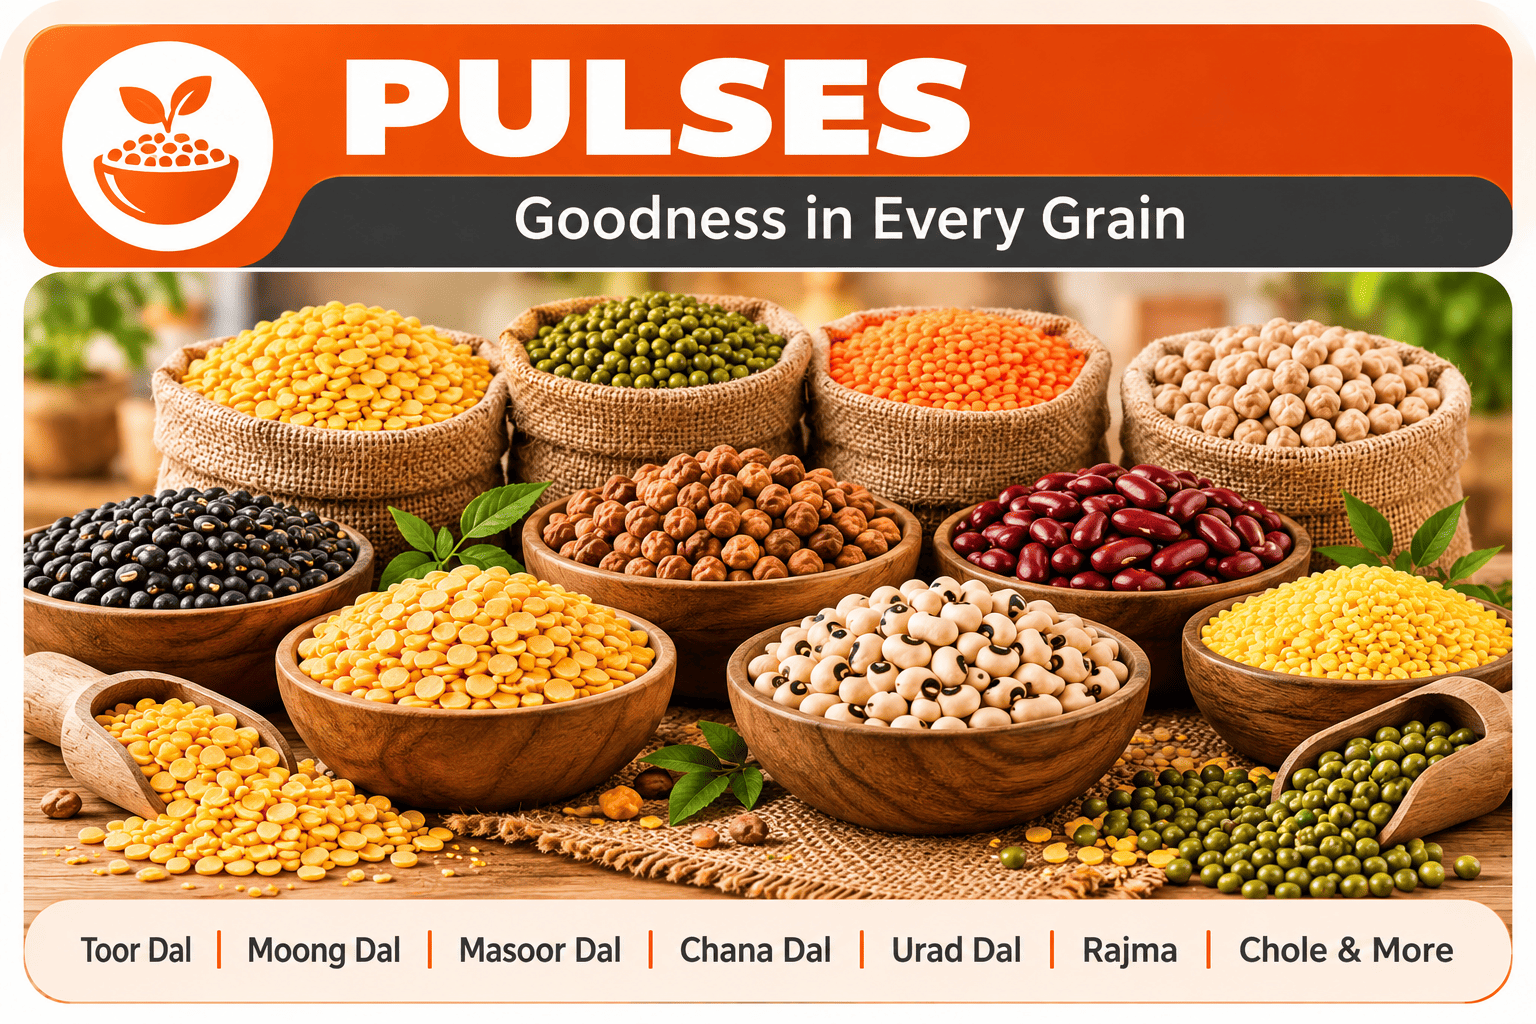 PULSES
Goodness in Every Grain
Toor Dal | Moong Dal | Masoor Dal | Chana Dal | Urad Dal | Rajma | Chole & More